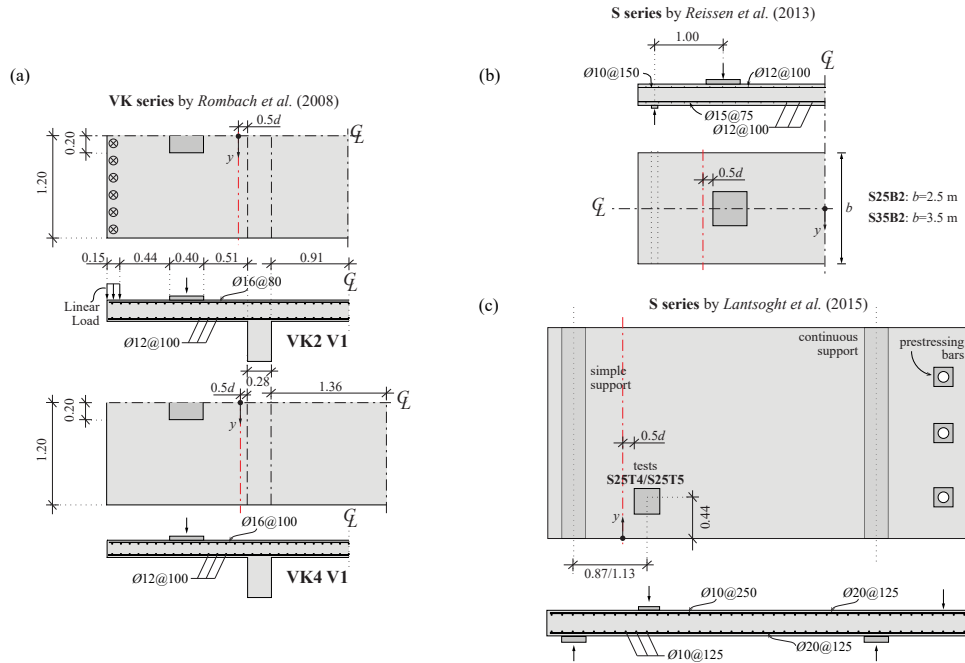 (a)
VK series by Rombach et al. (2008)
0.5d
℄
0.20
1.20
y
0.15
0.44
0.40
0.51
0.91
℄
Linear
Load
Ø16@80
Ø12@100
VK2 V1
0.28
0.5d
1.36
℄
0.20
1.20
y
℄
Ø16@100
Ø12@100
VK4 V1
S series by Reissen et al. (2013)
(b)
1.00
℄
Ø10@150
Ø12@100
Ø15@75
Ø12@100
0.5d
℄
b
y
S25B2: b=2.5 m
S35B2: b=3.5 m
(c)
S series by Lantsoght et al. (2015)
continuous
support
prestressing
bars
simple
support
0.5d
tests
S25T4/S25T5
y
0.44
0.87/1.13
Ø10@250
Ø20@125
Ø10@125
Ø20@125